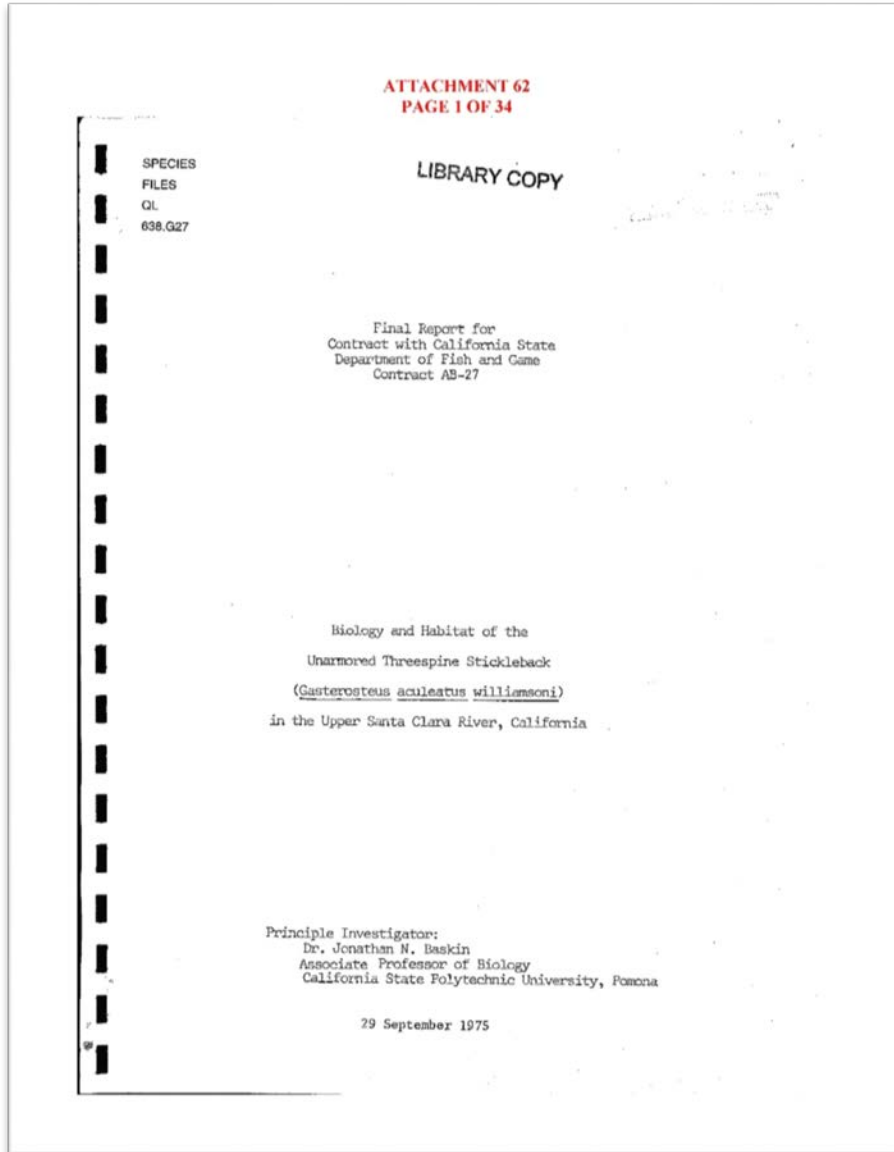 ATTACHMENT 62
PAGE 1 OF 34
SPECIES
FILES
QL
638.G27
LIBRARY COPY
Final Report for
Contract with California State
Department of Fish and Game
Contract AB-27
Biology and Habitat of the
Unarmored Threespine Stickleback
(Gasterosteus aculeatus williamsoni)
in the Upper Santa Clara River, California
Principle Investigator:
Dr. Jonathan N. Baskin
Associate Professor of Biology
California State Polytechnic University, Pomona
29 September 1975